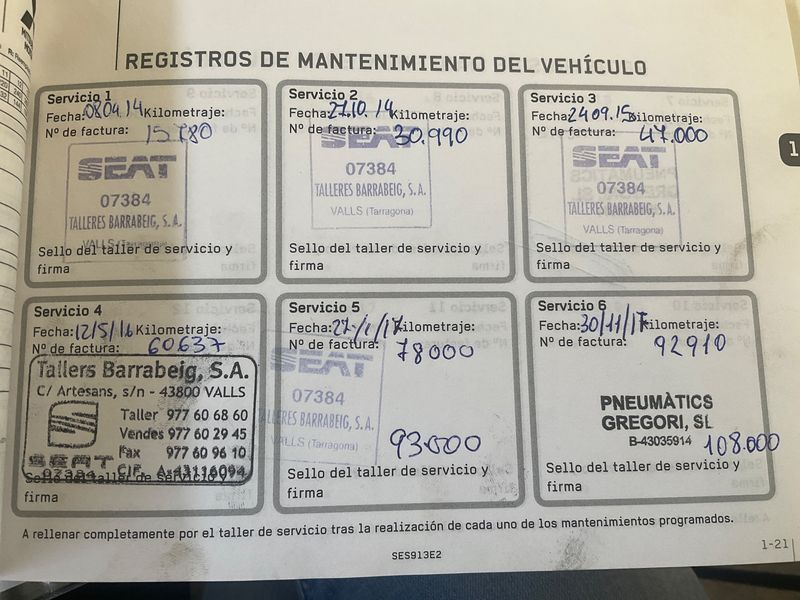 REGISTROS DE MANTENIMIENTO DEL VEHÍCULO
Servicio 1
Fecha: 08.04.14 Kilometraje:
Nº de factura: 15.780
SEAT
07384
TALLERES BARRABEIG, S.A.
VALLS (Tarragona)
Sello del taller de servicio y
firma
Servicio 2
Fecha: 27.10.14 Kilometraje:
Nº de factura: 30.990
SEAT
07384
TALLERES BARRABEIG, S.A.
VALLS (Tarragona)
Sello del taller de servicio y
firma
Servicio 3
Fecha: 24.09.15 Kilometraje:
Nº de factura: 47.000
SEAT
07384
TALLERES BARRABEIG, S.A.
VALLS (Tarragona)
Sello del taller de servicio y
firma
Servicio 4
Fecha: 12/5/16 Kilometraje:
Nº de factura: 60.637
Tallers Barrabeig, S.A.
C/ Artesans, s/n - 43800 VALLS
Taller 977 60 68 60
Vendes 977 60 29 45
Fax 977 60 96 10
SEAT
07384 C.I.F. A-43116094
Sello del taller de servicio y
firma
Servicio 5
Fecha: 27/1/17 Kilometraje:
Nº de factura: 78000
SEAT
07384
TALLERES BARRABEIG, S.A.
VALLS (Tarragona)
93.000
Sello del taller de servicio y
firma
Servicio 6
Fecha: 30/11/17 Kilometraje:
Nº de factura: 92910
PNEUMÀTICS
GREGORI, SL
B-43035914 108.000
Sello del taller de servicio y
firma
A rellenar completamente por el taller de servicio tras la realización de cada uno de los mantenimientos programados.
SES913E2
1-21